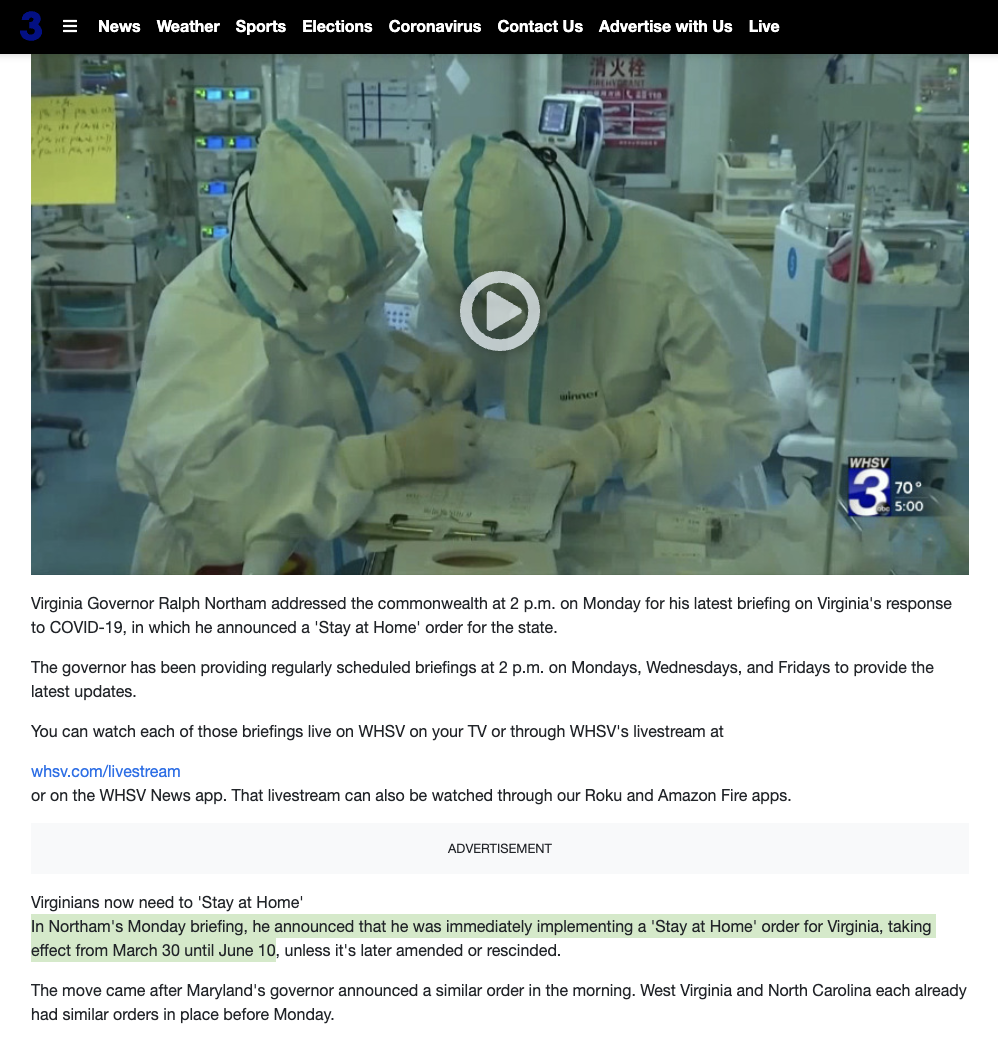 3
☰ News Weather Sports Elections Coronavirus Contact Us Advertise with Us Live
消火栓
winner
WHSV
3 70°
abc 5:00
Virginia Governor Ralph Northam addressed the commonwealth at 2 p.m. on Monday for his latest briefing on Virginia's response
to COVID-19, in which he announced a 'Stay at Home' order for the state.
The governor has been providing regularly scheduled briefings at 2 p.m. on Mondays, Wednesdays, and Fridays to provide the
latest updates.
You can watch each of those briefings live on WHSV on your TV or through WHSV's livestream at
whsv.com/livestream
or on the WHSV News app. That livestream can also be watched through our Roku and Amazon Fire apps.
ADVERTISEMENT
Virginians now need to 'Stay at Home'
In Northam's Monday briefing, he announced that he was immediately implementing a 'Stay at Home' order for Virginia, taking
effect from March 30 until June 10, unless it's later amended or rescinded.
The move came after Maryland's governor announced a similar order in the morning. West Virginia and North Carolina each already
had similar orders in place before Monday.